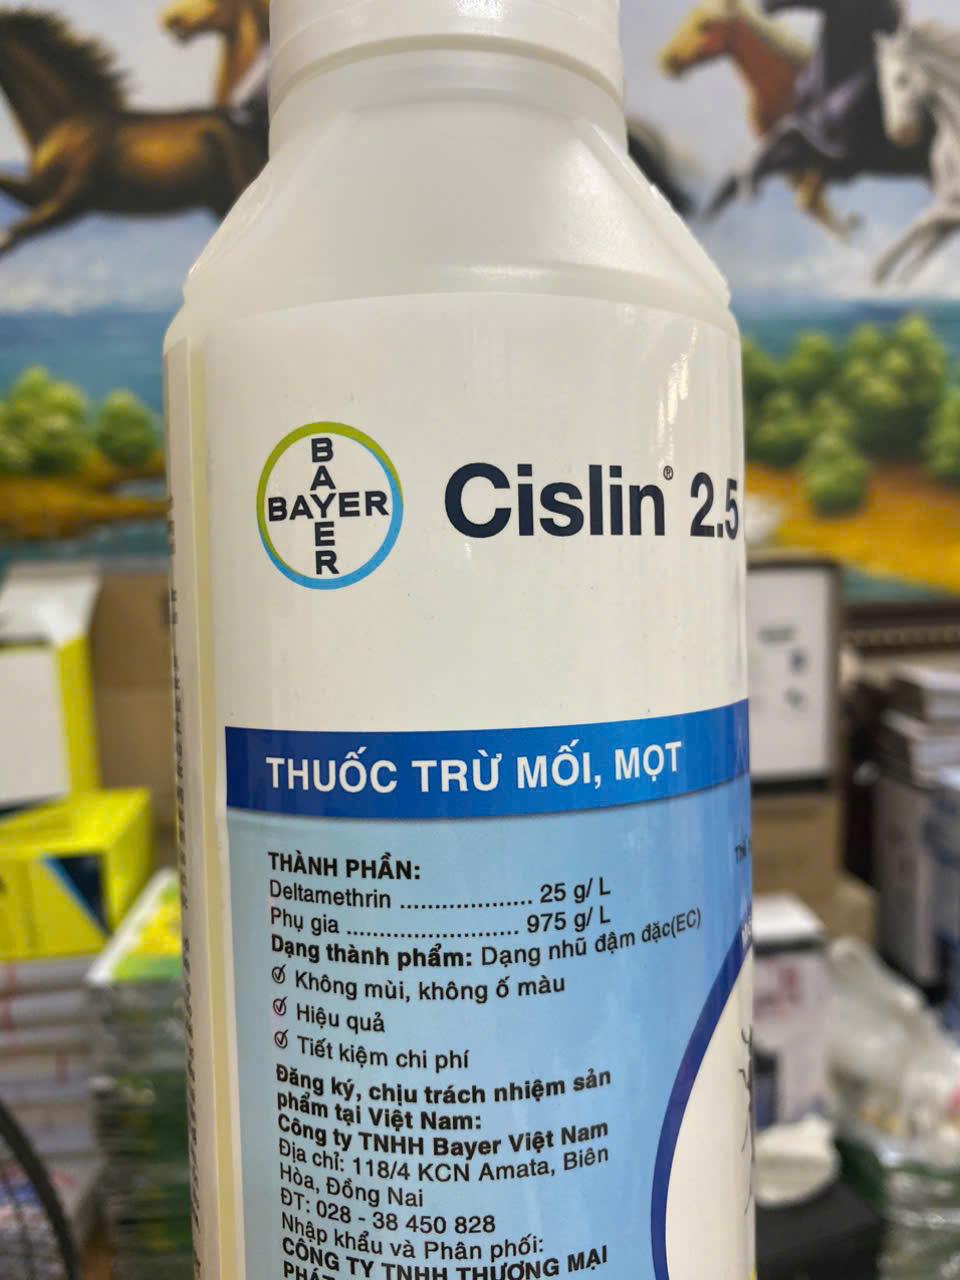 BAYER
BAYER
Cislin® 2.5
THUỐC TRỪ MỐI, MỌT
THÀNH PHẦN:
Deltamethrin ................... 25 g/ L
Phụ gia ......................... 975 g/ L
Dạng thành phẩm: Dạng nhũ đậm đặc(EC)
Không mùi, không ố màu
Hiệu quả
Tiết kiệm chi phí
Đăng ký, chịu trách nhiệm sản
phẩm tại Việt Nam:
Công ty TNHH Bayer Việt Nam
Địa chỉ: 118/4 KCN Amata, Biên
Hòa, Đồng Nai
ĐT: 028 - 38 450 828
Nhập khẩu và Phân phối:
CÔNG TY TNHH THƯƠNG MẠI
PHÁT